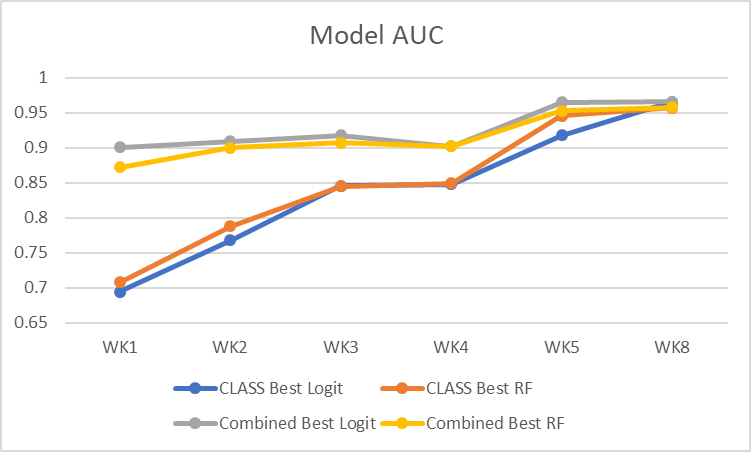 Model AUC
1
0.95
0.9
0.85
0.8
0.75
0.7
0.65
WK1 WK2 WK3 WK4 WK5 WK8
CLASS Best Logit CLASS Best RF
Combined Best Logit Combined Best RF